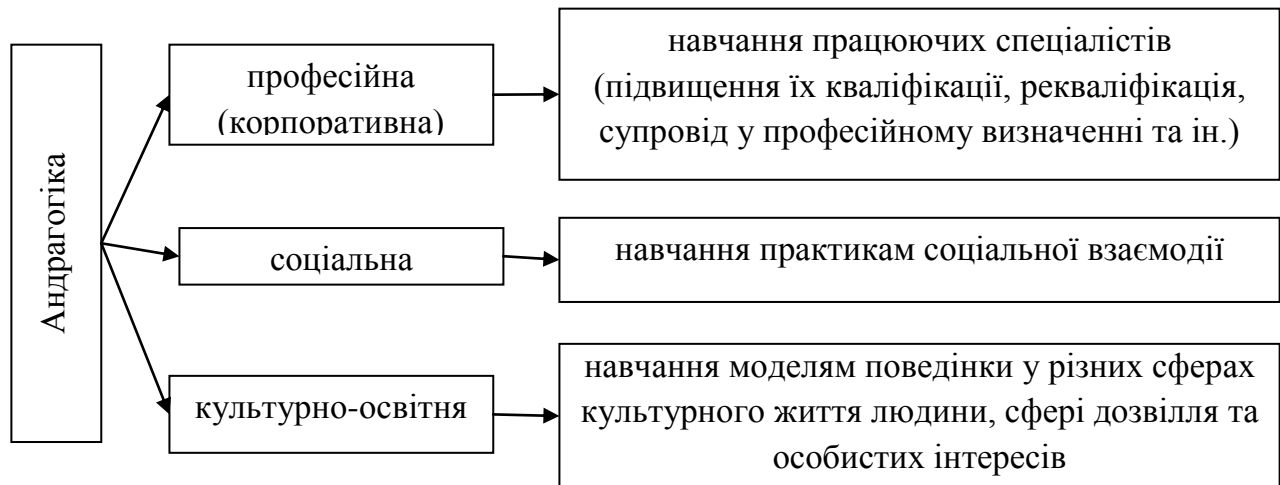 Андрагогіка
професійна
(корпоративна)
навчання працюючих спеціалістів
(підвищення їх кваліфікації, рекваліфікація,
супровід у професійному визначенні та ін.)
соціальна
навчання практикам соціальної взаємодії
культурно-освітня
навчання моделям поведінки у різних сферах
культурного життя людини, сфері дозвілля та
особистих інтересів